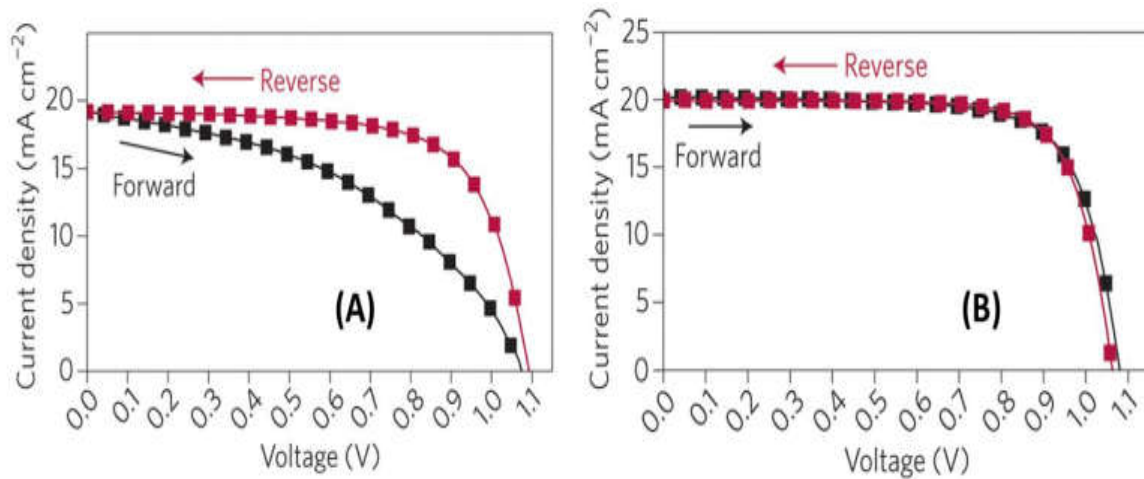 Current density (mA cm⁻²)
20
15
10
5
0
Reverse
Forward
(A)
0.0 0.1 0.2 0.3 0.4 0.5 0.6 0.7 0.8 0.9 1.0 1.1
Voltage (V)
Current density (mA cm⁻²)
25
20
15
10
5
0
Reverse
Forward
(B)
0.0 0.1 0.2 0.3 0.4 0.5 0.6 0.7 0.8 0.9 1.0 1.1
Voltage (V)